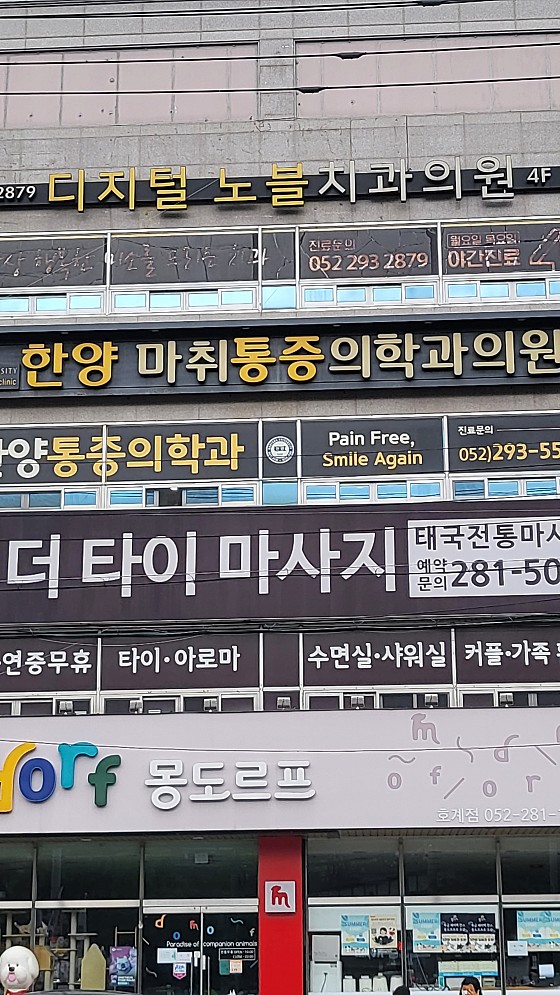 2879 디지털 노블치과의원 4F
미소를
진료문의
052 293 2879
월요일 목요일
야간진료
한양 마취통증의학과의원
양통증의학과
Pain Free,
Smile Again
진료문의
052)293-55
더 타이 마사지
태국전통마사
예약
문의 281-50
연중무휴
타이·아로마
수면실·샤워실
커플·가족
dorf 몽도르프
호계점 052-281-
Paradise of companion animals
SUMMER